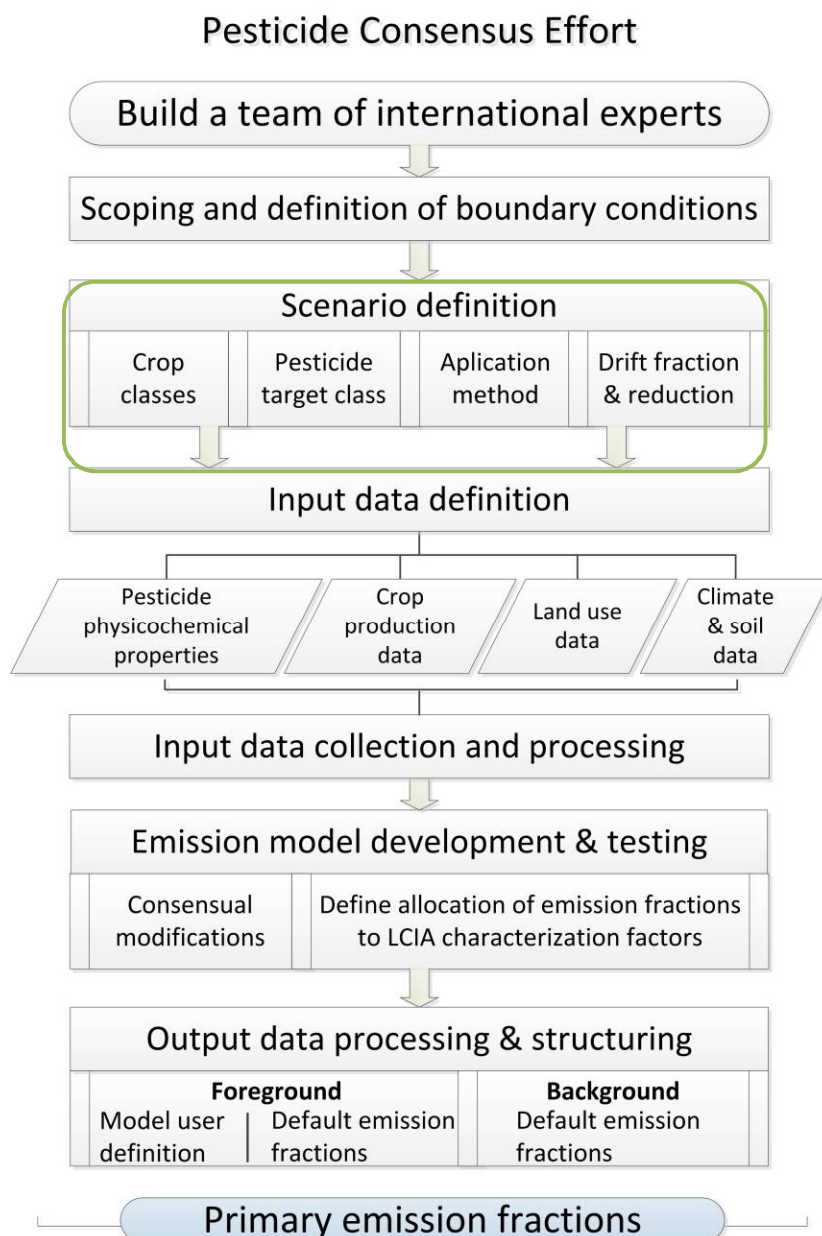 Pesticide Consensus Effort
Build a team of international experts
Scoping and definition of boundary conditions
Scenario definition
Crop
classes
Pesticide
target class
Aplication
method
Drift fraction
& reduction
Input data definition
Pesticide
physicochemical
properties
Crop
production
data
Land use
data
Climate
& soil
data
Input data collection and processing
Emission model development & testing
Consensual
modifications
Define allocation of emission fractions
to LCIA characterization factors
Output data processing & structuring
Foreground
Model user
definition
Default emission
fractions
Background
Default emission
fractions
Primary emission fractions